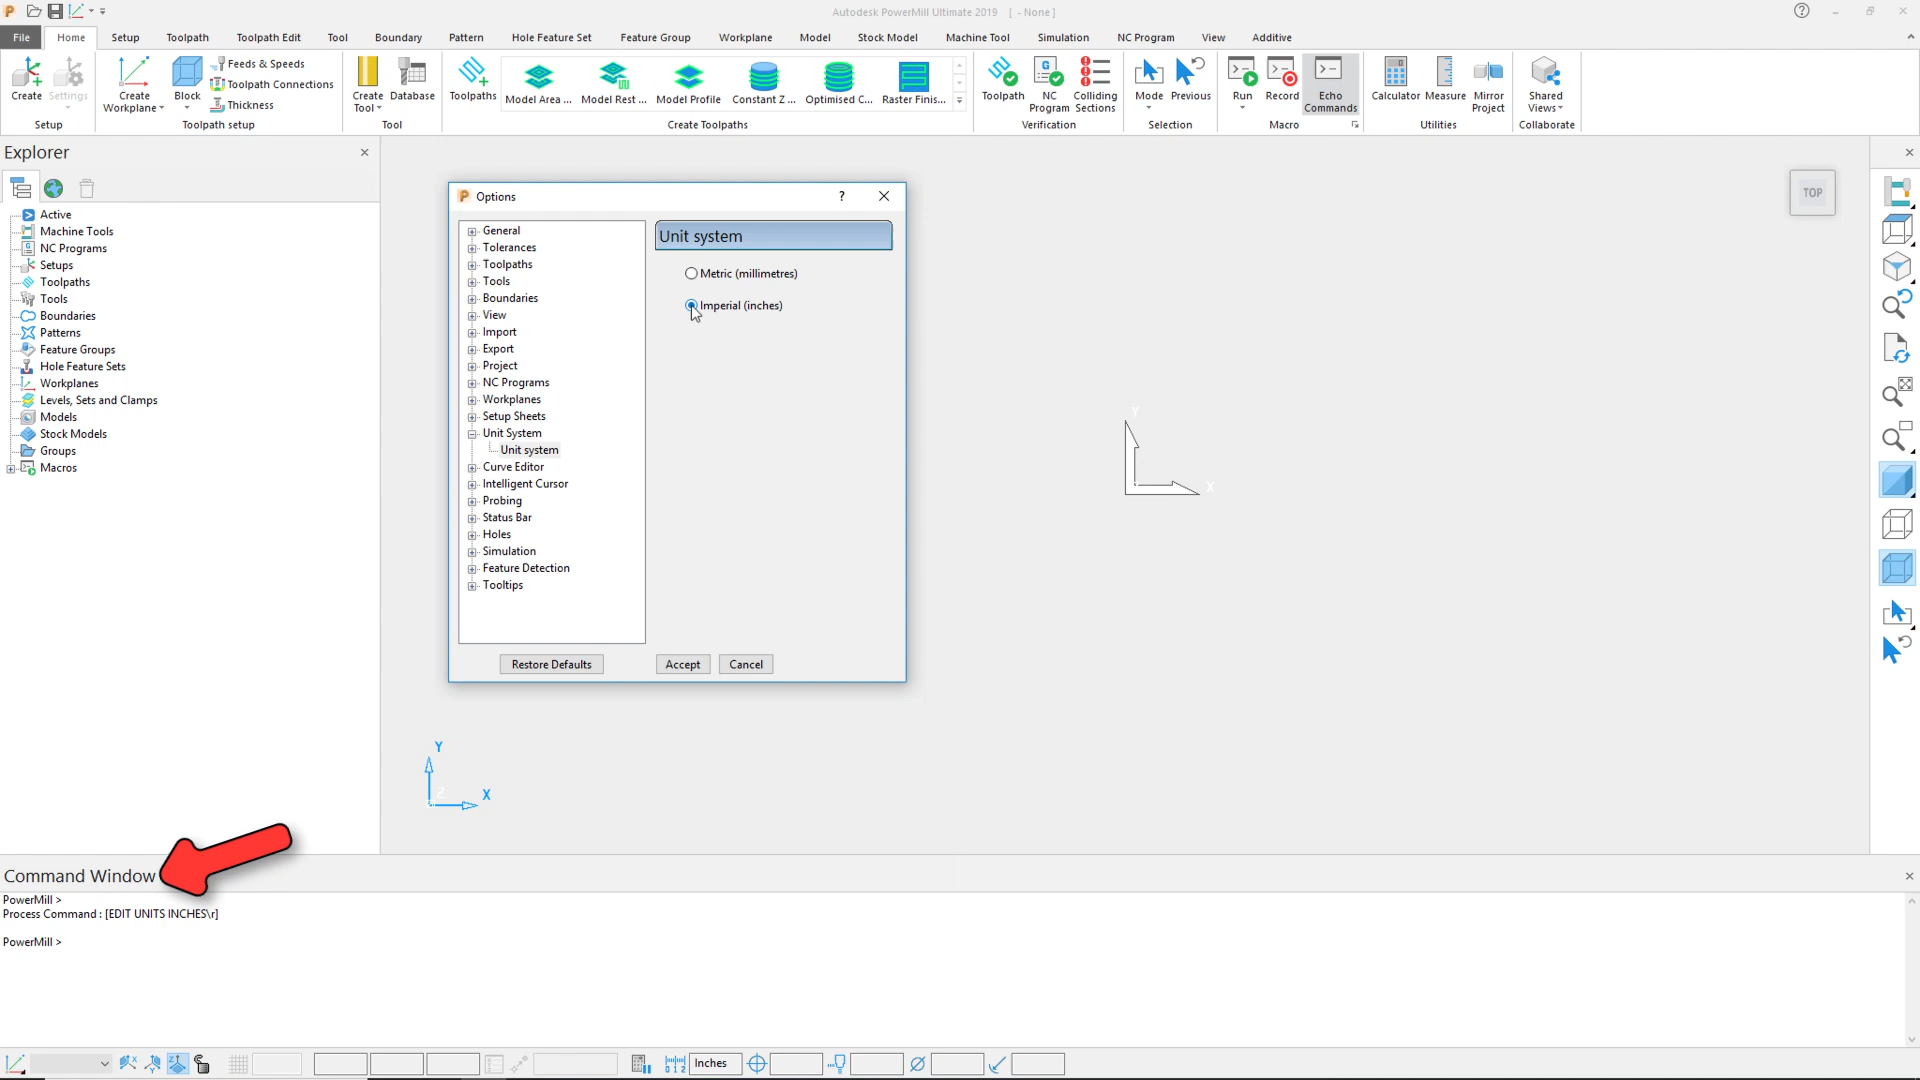 Autodesk PowerMill Ultimate 2019 [ - None ]
File Home Setup Toolpath Toolpath Edit Tool Boundary Pattern Hole Feature Set Feature Group Workplane Model Stock Model Machine Tool Simulation NC Program View Additive
Create
Settings
Setup
Create
Workplane
Block
Feeds & Speeds
Toolpath Connections
Thickness
Toolpath setup
Create
Tool
Database
Tool
Toolpaths
Model Area ...
Model Rest ...
Model Profile
Constant Z ...
Optimised C...
Raster Finis...
Create Toolpaths
Toolpath
NC
Program
Colliding
Sections
Verification
Mode
Previous
Selection
Run
Record
Echo
Commands
Macro
Calculator
Measure
Mirror
Project
Utilities
Shared
Views
Collaborate
Explorer
Active
Machine Tools
NC Programs
Setups
Toolpaths
Tools
Boundaries
Patterns
Feature Groups
Hole Feature Sets
Workplanes
Levels, Sets and Clamps
Models
Stock Models
Groups
Macros
Options
General
Tolerances
Toolpaths
Tools
Boundaries
View
Import
Export
Project
NC Programs
Workplanes
Setup Sheets
Unit System
Unit system
Curve Editor
Intelligent Cursor
Probing
Status Bar
Holes
Simulation
Feature Detection
Tooltips
Unit system
Metric (millimetres)
Imperial (inches)
Restore Defaults
Accept
Cancel
TOP
Y
X
Y
Z
X
Command Window
PowerMill >
Process Command : [EDIT UNITS INCHES\r]
PowerMill >
Inches